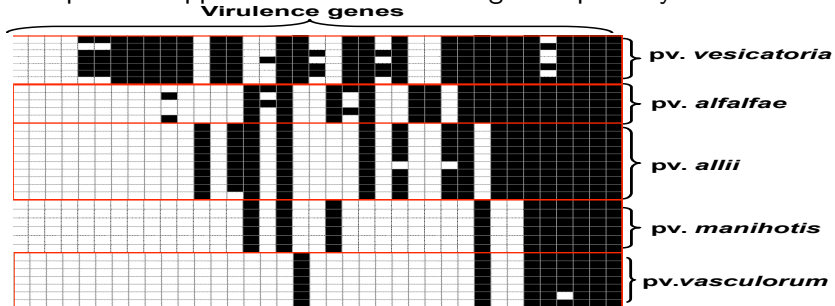 Virulence genes
pv. vesicatoria
pv. alfalfae
pv. allii
pv. manihotis
pv.vasculorum